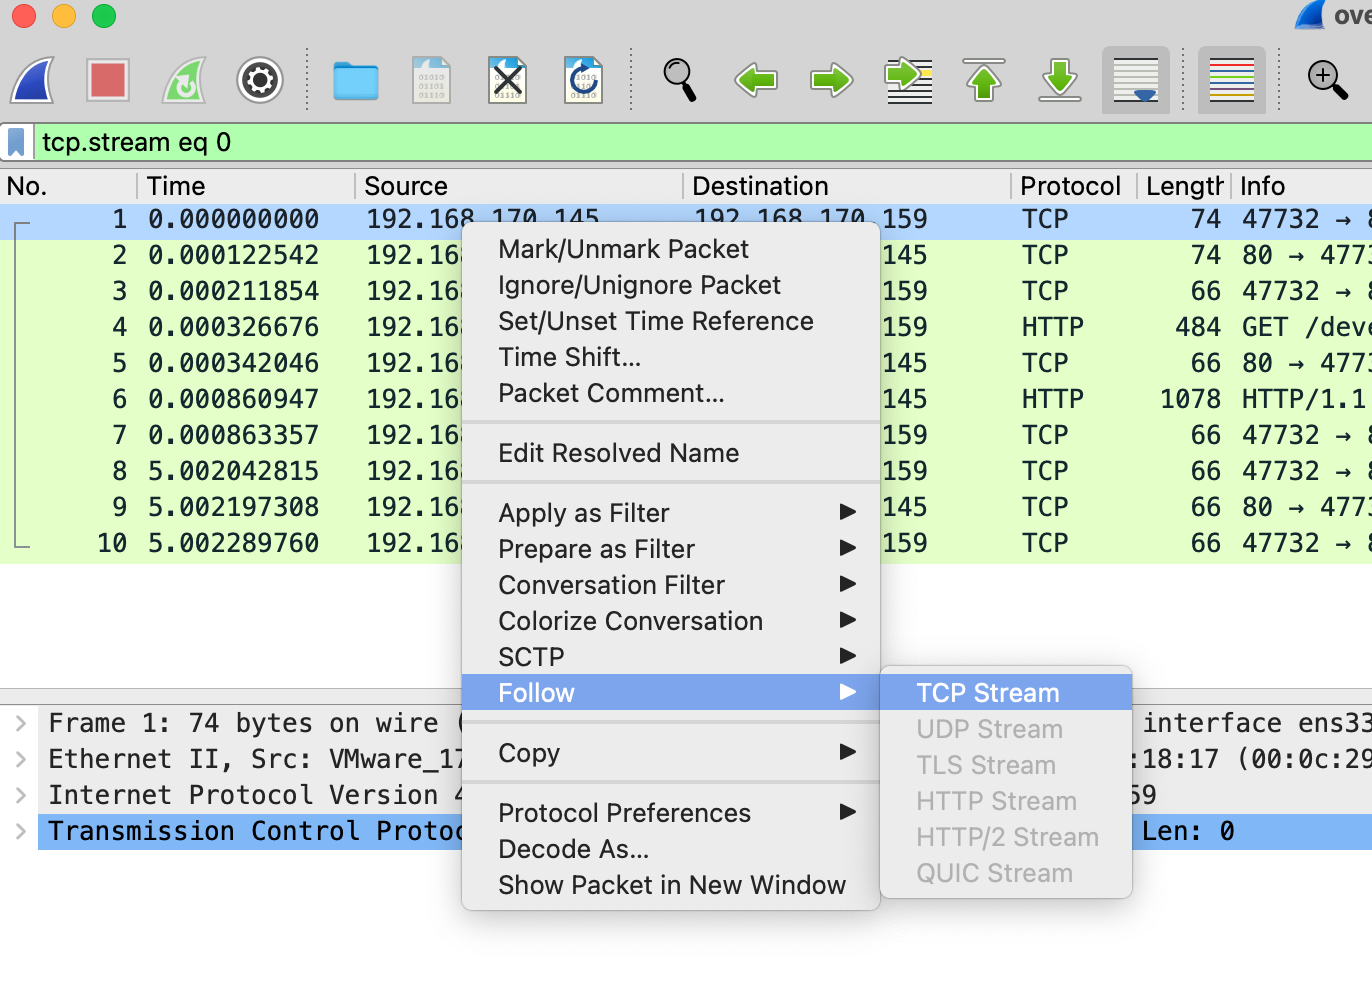 ove
tcp.stream eq 0
No. Time Source Destination Protocol Length Info
1 0.000000000 192.168.170.145 192.168.170.159 TCP 74 47732 → 8
2 0.000122542 192.16 145 TCP 74 80 → 4773
3 0.000211854 192.16 159 TCP 66 47732 → 8
4 0.000326676 192.16 159 HTTP 484 GET /deve
5 0.000342046 192.16 145 TCP 66 80 → 4773
6 0.000860947 192.16 145 HTTP 1078 HTTP/1.1
7 0.000863357 192.16 159 TCP 66 47732 → 8
8 5.002042815 192.16 159 TCP 66 47732 → 8
9 5.002197308 192.16 145 TCP 66 80 → 4773
10 5.002289760 192.16 159 TCP 66 47732 → 8
Mark/Unmark Packet
Ignore/Unignore Packet
Set/Unset Time Reference
Time Shift...
Packet Comment...
Edit Resolved Name
Apply as Filter
Prepare as Filter
Conversation Filter
Colorize Conversation
SCTP
Follow
Copy
Protocol Preferences
Decode As...
Show Packet in New Window
TCP Stream
UDP Stream
TLS Stream
HTTP Stream
HTTP/2 Stream
QUIC Stream
Frame 1: 74 bytes on wire ( interface ens33
Ethernet II, Src: VMware_17 :18:17 (00:0c:29
Internet Protocol Version 4 59
Transmission Control Protoc Len: 0